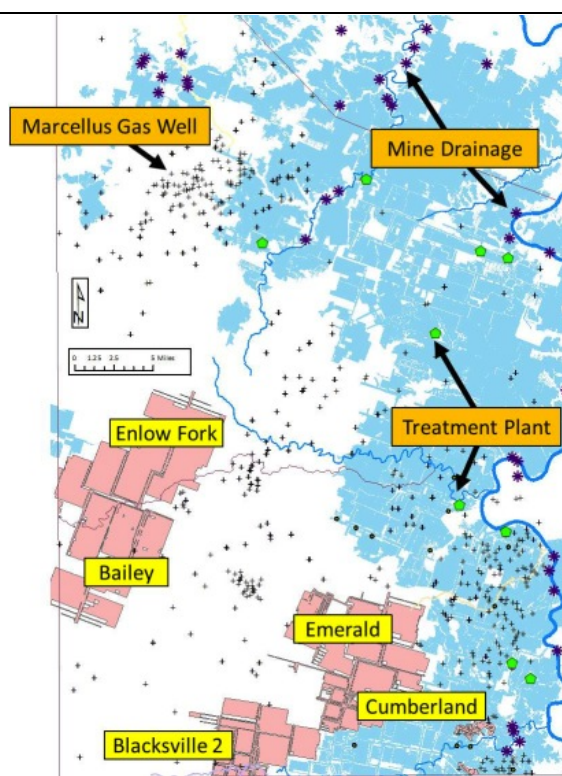 Marcellus Gas Well
Mine Drainage
N
0 1.25 2.5 5 Miles
Enlow Fork
Treatment Plant
Bailey
Emerald
Cumberland
Blacksville 2